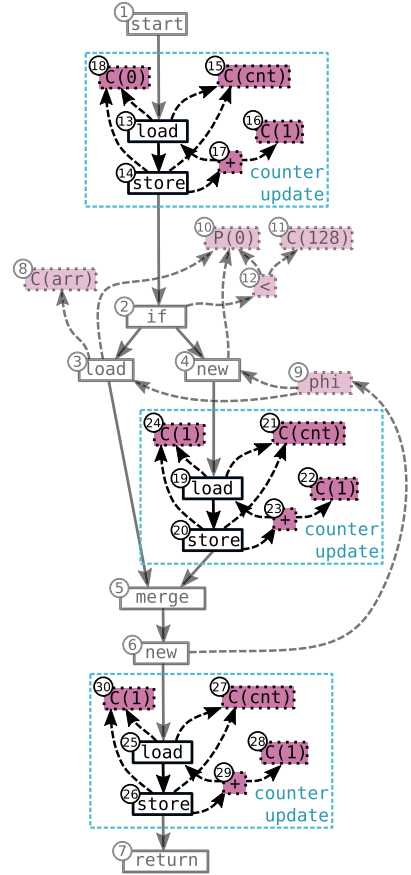 1 start
18 C(0) 15 C(cnt)
13 load 16 C(1)
17 +
14 store counter
update
10 P(0) 11 C(128)
8 C(arr) 12 <
2 if
3 load 4 new 9 phi
24 C(1) 21 C(cnt)
19 load 22 C(1)
23 +
20 store counter
update
5 merge
6 new
30 C(1) 27 C(cnt)
25 load 28 C(1)
29 +
26 store counter
update
7 return